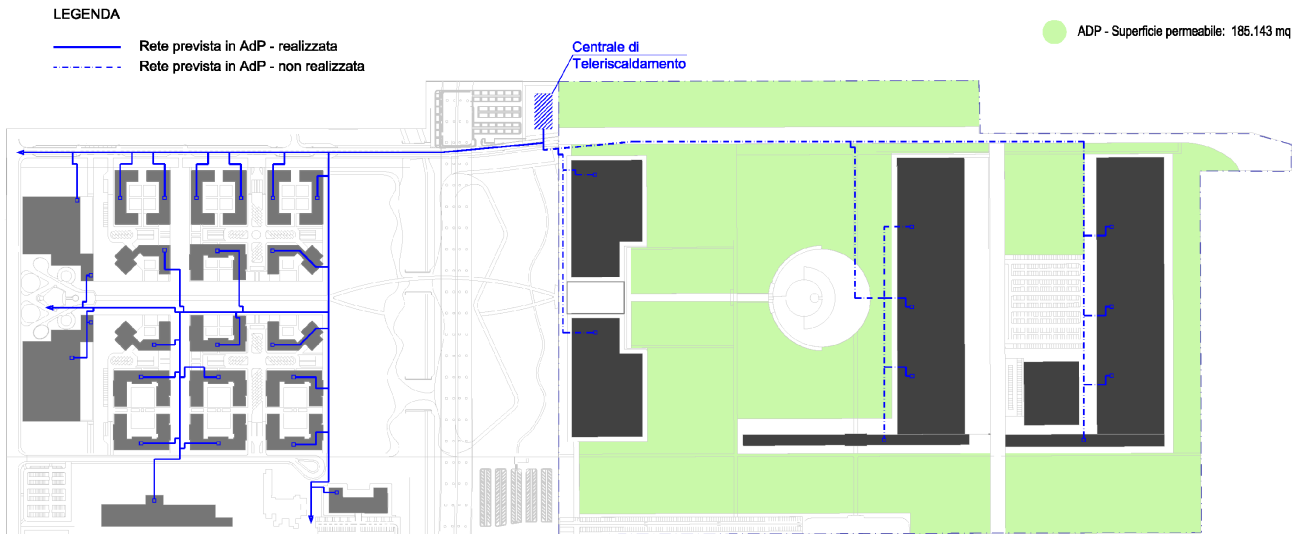 LEGENDA
Rete prevista in AdP - realizzata
Rete prevista in AdP - non realizzata
Centrale di
Teleriscaldamento
ADP - Superficie permeabile: 185.143 mq